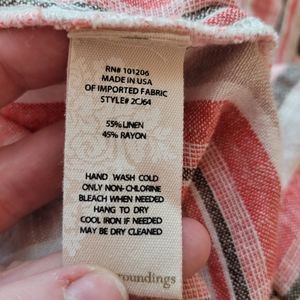 RN# 101206
MADE IN USA
OF IMPORTED FABRIC
STYLE# 2CJ64
55% LINEN
45% RAYON
HAND WASH COLD
ONLY NON-CHLORINE
BLEACH WHEN NEEDED
HANG TO DRY
COOL IRON IF NEEDED
MAY BE DRY CLEANED
roundings